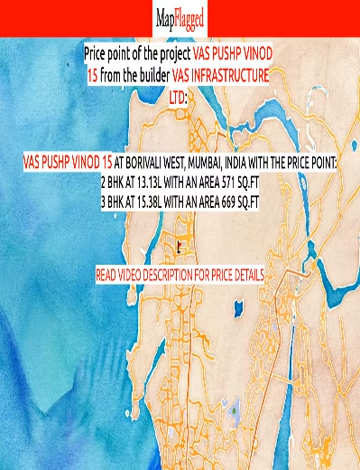 MapFlagged
Price point of the project VAS PUSHP VINOD
15 from the builder VAS INFRASTRUCTURE
LTD:
VAS PUSHP VINOD 15 AT BORIVALI WEST, MUMBAI, INDIA WITH THE PRICE POINT:
2 BHK AT 13.13L WITH AN AREA 571 SQ.FT
3 BHK AT 15.38L WITH AN AREA 669 SQ.FT
READ VIDEO DESCRIPTION FOR PRICE DETAILS